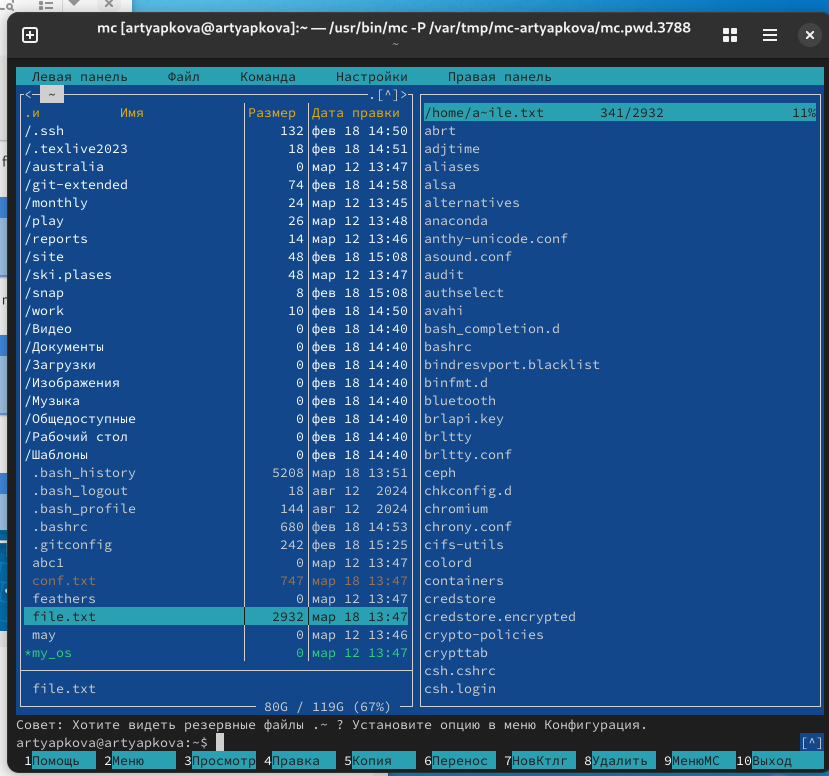 mc [artyapkova@artyapkova]:~ — /usr/bin/mc -P /var/tmp/mc-artyapkova/mc.pwd.3788
~
Левая панель Файл Команда Настройки Правая панель
<─ ~ .[^]>
.и Имя Размер Дата правки
/.ssh 132 фев 18 14:50
/.texlive2023 18 фев 18 14:51
/australia 0 мар 12 13:47
/git-extended 74 фев 18 14:58
/monthly 24 мар 12 13:45
/play 26 мар 12 13:48
/reports 14 мар 12 13:46
/site 48 фев 18 15:08
/ski.plases 48 мар 12 13:47
/snap 8 фев 18 15:08
/work 10 фев 18 14:50
/Видео 0 фев 18 14:40
/Документы 0 фев 18 14:40
/Загрузки 0 фев 18 14:40
/Изображения 0 фев 18 14:40
/Музыка 0 фев 18 14:40
/Общедоступные 0 фев 18 14:40
/Рабочий стол 0 фев 18 14:40
/Шаблоны 0 фев 18 14:40
.bash_history 5208 мар 18 13:51
.bash_logout 18 авг 12 2024
.bash_profile 144 авг 12 2024
.bashrc 680 фев 18 14:53
.gitconfig 242 фев 18 15:25
abc1 0 мар 12 13:47
conf.txt 747 мар 18 13:47
feathers 0 мар 12 13:47
file.txt 2932 мар 18 13:47
may 0 мар 12 13:46
*my_os 0 мар 12 13:47
file.txt
80G / 119G (67%)
/home/a~ile.txt 341/2932 11%
abrt
adjtime
aliases
alsa
alternatives
anaconda
anthy-unicode.conf
asound.conf
audit
authselect
avahi
bash_completion.d
bashrc
bindresvport.blacklist
binfmt.d
bluetooth
brlapi.key
brltty
brltty.conf
ceph
chkconfig.d
chromium
chrony.conf
cifs-utils
colord
containers
credstore
credstore.encrypted
crypto-policies
crypttab
csh.cshrc
csh.login
Совет: Хотите видеть резервные файлы .~ ? Установите опцию в меню Конфигурация.
artyapkova@artyapkova:~$ [^]
1Помощь 2Меню 3Просмотр 4Правка 5Копия 6Перенос 7НовКтлг 8Удалить 9МенюМС 10Выход